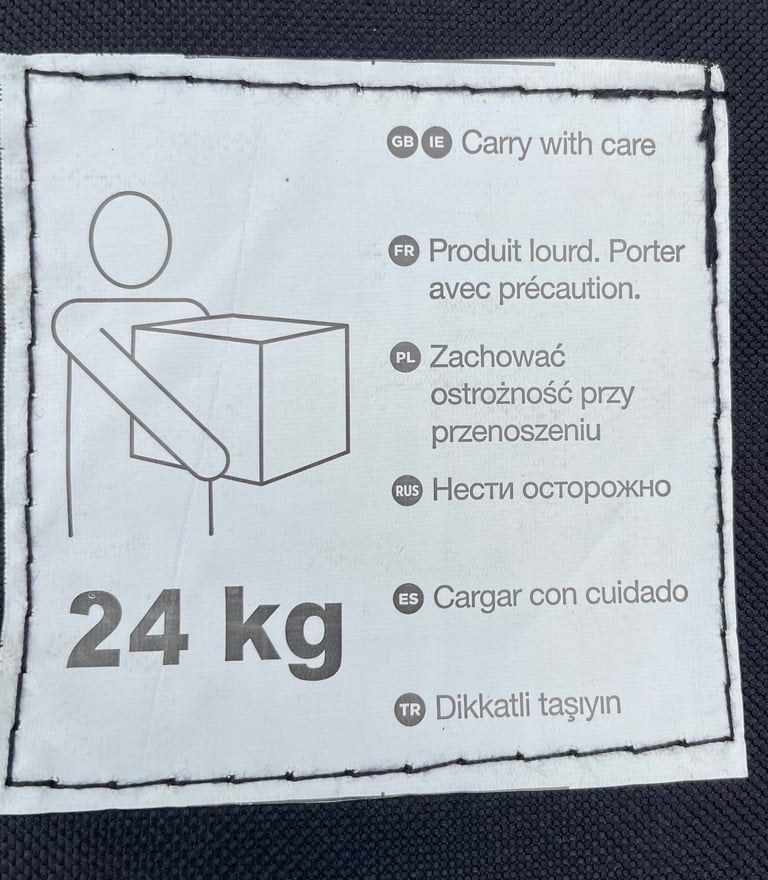 GB IE Carry with care
FR Produit lourd. Porter
avec précaution.
PL Zachować
ostrożność przy
przenoszeniu
RUS Нести осторожно
ES Cargar con cuidado
TR Dikkatli taşıyın
24 kg